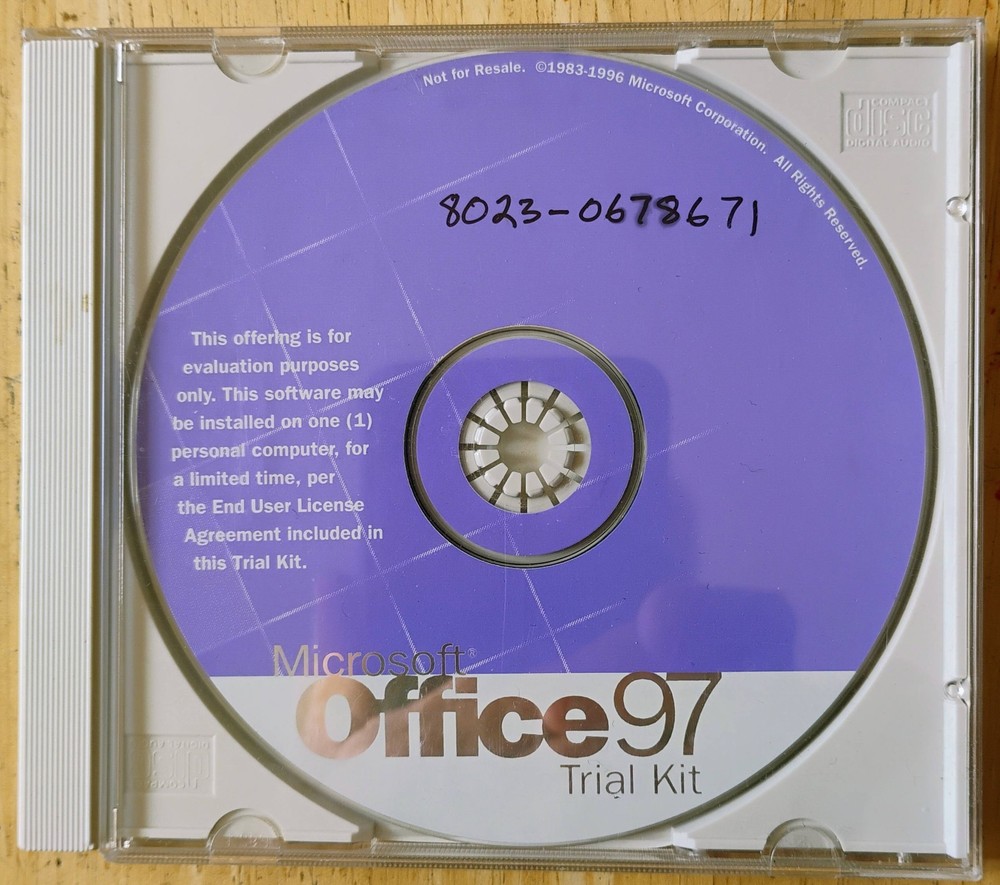 Not for Resale. ©1983-1996 Microsoft Corporation. All Rights Reserved.
COMPACT
disc
DIGITAL AUDIO
8023-0678671
This offering is for
evaluation purposes
only. This software may
be installed on one (1)
personal computer, for
a limited time, per
the End User License
Agreement included in
this Trial Kit.
Microsoft®
Office 97
Trial Kit